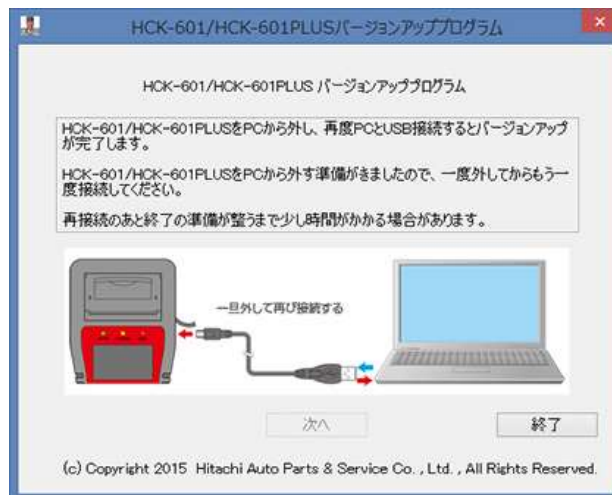 HCK-601/HCK-601PLUSバージョンアッププログラム
HCK-601/HCK-601PLUS バージョンアッププログラム
HCK-601/HCK-601PLUSをPCから外し、再度PCとUSB接続するとバージョンアップ
が完了します。
HCK-601/HCK-601PLUSをPCから外す準備がきましたので、一度外してからもう一
度接続してください。
再接続のあと終了の準備が整うまで少し時間がかかる場合があります。
一旦外して再び接続する
次へ
終了
(c) Copyright 2015 Hitachi Auto Parts & Service Co. , Ltd. , All Rights Reserved.